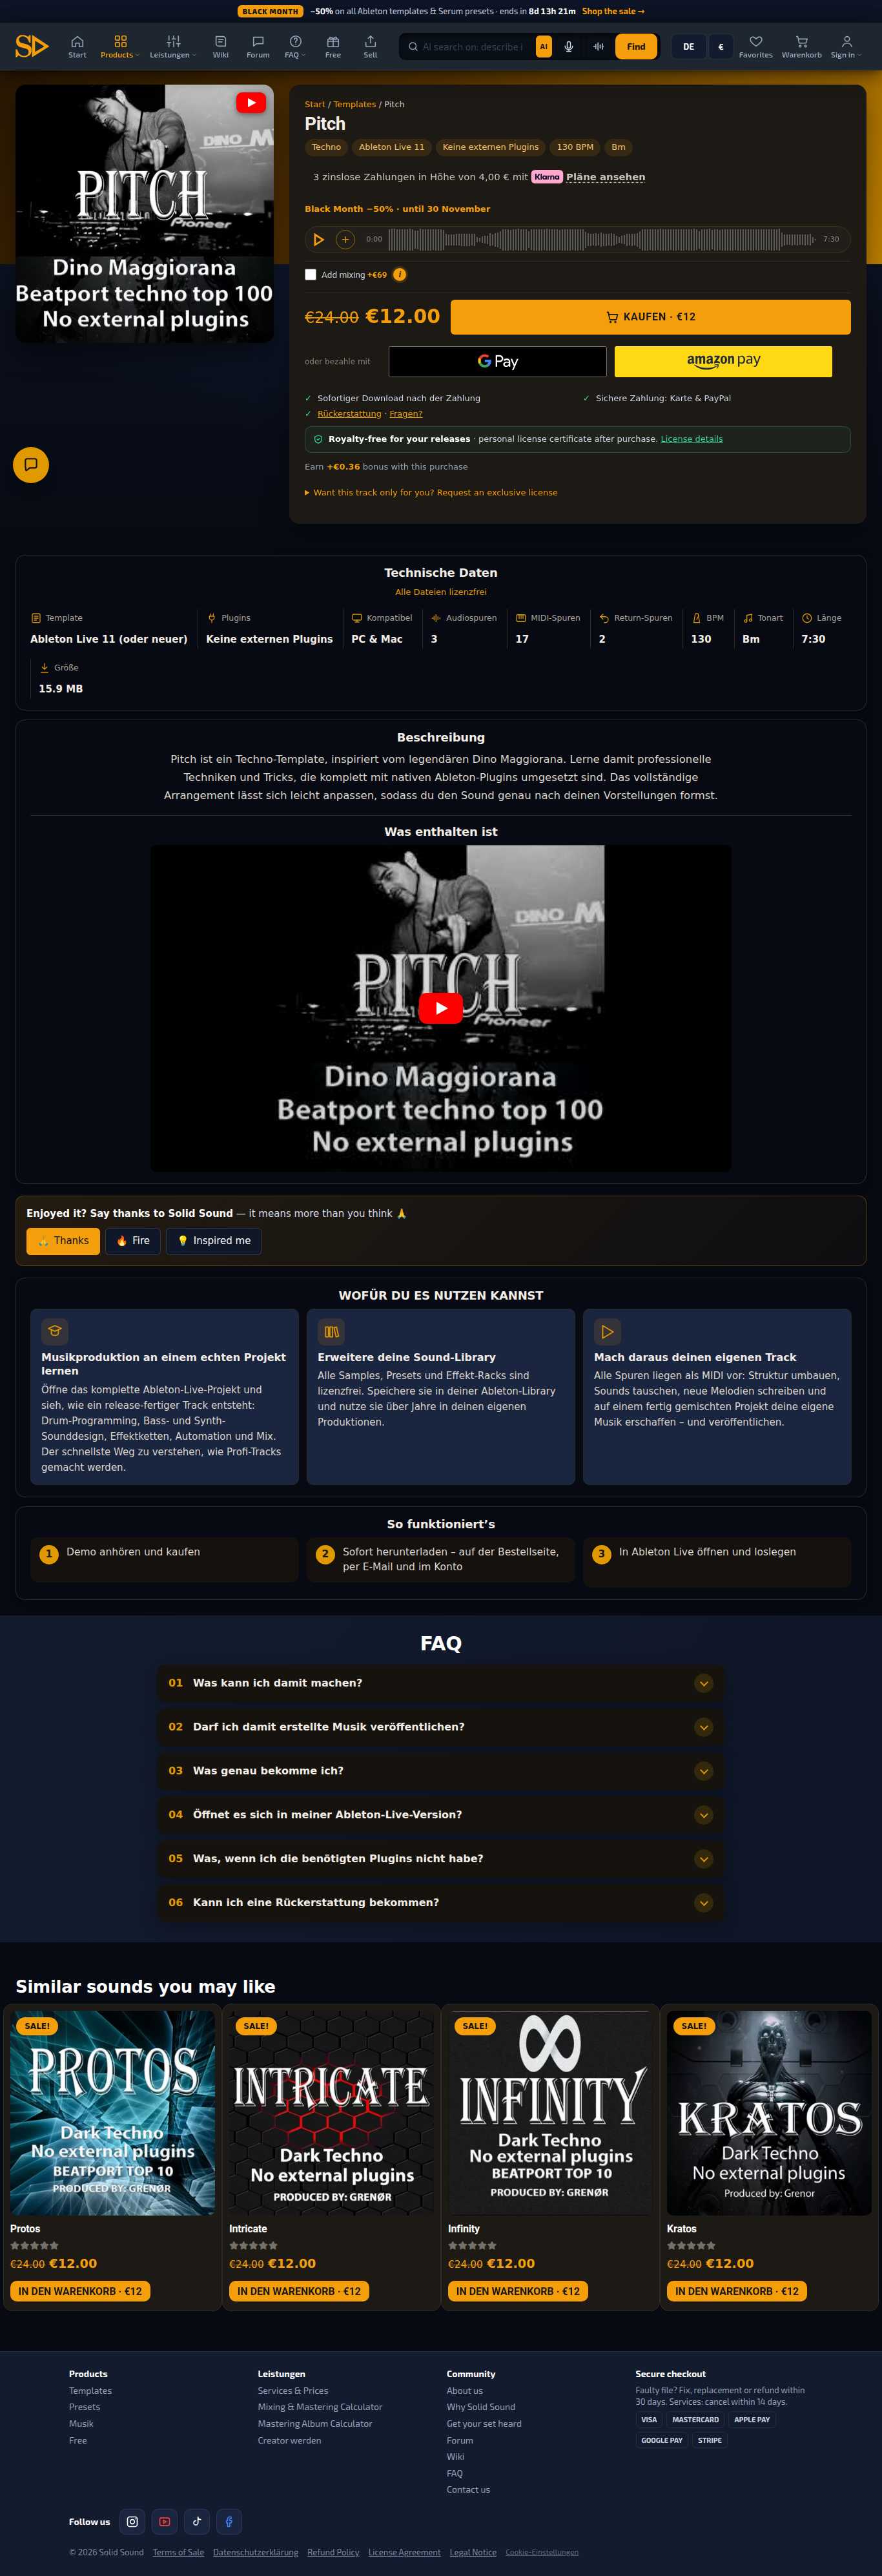 BLACK MONTH −50% on all Ableton templates & Serum presets · ends in 8d 13h 21m Shop the sale →
Start
Products
Leistungen
Wiki
Forum
FAQ
Free
Sell
AI search on: describe i
AI
Find
DE
€
Favorites
Warenkorb
Sign in
PITCH
Dino Maggiorana
Beatport techno top 100
No external plugins
Start / Templates / Pitch
Pitch
Techno
Ableton Live 11
Keine externen Plugins
130 BPM
Bm
3 zinslose Zahlungen in Höhe von 4,00 € mit Klarna Pläne ansehen
Black Month −50% · until 30 November
0:00
7:30
Add mixing +€69 i
€24.00 €12.00
KAUFEN · €12
oder bezahle mit
G Pay
amazon pay
✓ Sofortiger Download nach der Zahlung
✓ Sichere Zahlung: Karte & PayPal
✓ Rückerstattung · Fragen?
Royalty-free for your releases · personal license certificate after purchase. License details
Earn +€0.36 bonus with this purchase
Want this track only for you? Request an exclusive license
Technische Daten
Alle Dateien lizenzfrei
Template
Ableton Live 11 (oder neuer)
Plugins
Keine externen Plugins
Kompatibel
PC & Mac
Audiospuren
3
MIDI-Spuren
17
Return-Spuren
2
BPM
130
Tonart
Bm
Länge
7:30
Größe
15.9 MB
Beschreibung
Pitch ist ein Techno-Template, inspiriert vom legendären Dino Maggiorana. Lerne damit professionelle
Techniken und Tricks, die komplett mit nativen Ableton-Plugins umgesetzt sind. Das vollständige
Arrangement lässt sich leicht anpassen, sodass du den Sound genau nach deinen Vorstellungen formst.
Was enthalten ist
PITCH
Pioneer
Dino Maggiorana
Beatport techno top 100
No external plugins
Enjoyed it? Say thanks to Solid Sound — it means more than you think 🙏
🙏 Thanks
🔥 Fire
💡 Inspired me
WOFÜR DU ES NUTZEN KANNST
Musikproduktion an einem echten Projekt
lernen
Öffne das komplette Ableton-Live-Projekt und
sieh, wie ein release-fertiger Track entsteht:
Drum-Programming, Bass- und Synth-
Sounddesign, Effektketten, Automation und Mix.
Der schnellste Weg zu verstehen, wie Profi-Tracks
gemacht werden.
Erweitere deine Sound-Library
Alle Samples, Presets und Effekt-Racks sind
lizenzfrei. Speichere sie in deiner Ableton-Library
und nutze sie über Jahre in deinen eigenen
Produktionen.
Mach daraus deinen eigenen Track
Alle Spuren liegen als MIDI vor: Struktur umbauen,
Sounds tauschen, neue Melodien schreiben und
auf einem fertig gemischten Projekt deine eigene
Musik erschaffen – und veröffentlichen.
So funktioniert’s
1 Demo anhören und kaufen
2 Sofort herunterladen – auf der Bestellseite,
per E-Mail und im Konto
3 In Ableton Live öffnen und loslegen
FAQ
01 Was kann ich damit machen?
02 Darf ich damit erstellte Musik veröffentlichen?
03 Was genau bekomme ich?
04 Öffnet es sich in meiner Ableton-Live-Version?
05 Was, wenn ich die benötigten Plugins nicht habe?
06 Kann ich eine Rückerstattung bekommen?
Similar sounds you may like
SALE!
PROTOS
Dark Techno
No external plugins
BEATPORT TOP 10
PRODUCED BY: GRENØR
Protos
€24.00 €12.00
IN DEN WARENKORB · €12
SALE!
INTRICATE
Dark Techno
No external plugins
PRODUCED BY: GRENØR
Intricate
€24.00 €12.00
IN DEN WARENKORB · €12
SALE!
INFINITY
Dark Techno
No external plugins
BEATPORT TOP 10
PRODUCED BY: GRENØR
Infinity
€24.00 €12.00
IN DEN WARENKORB · €12
SALE!
KRATOS
Dark Techno
No external plugins
Produced by: Grenor
Kratos
€24.00 €12.00
IN DEN WARENKORB · €12
Products
Templates
Presets
Musik
Free
Leistungen
Services & Prices
Mixing & Mastering Calculator
Mastering Album Calculator
Creator werden
Community
About us
Why Solid Sound
Get your set heard
Forum
Wiki
FAQ
Contact us
Secure checkout
Faulty file? Fix, replacement or refund within
30 days. Services: cancel within 14 days.
VISA
MASTERCARD
APPLE PAY
GOOGLE PAY
STRIPE
Follow us
© 2026 Solid Sound Terms of Sale Datenschutzerklärung Refund Policy License Agreement Legal Notice Cookie-Einstellungen